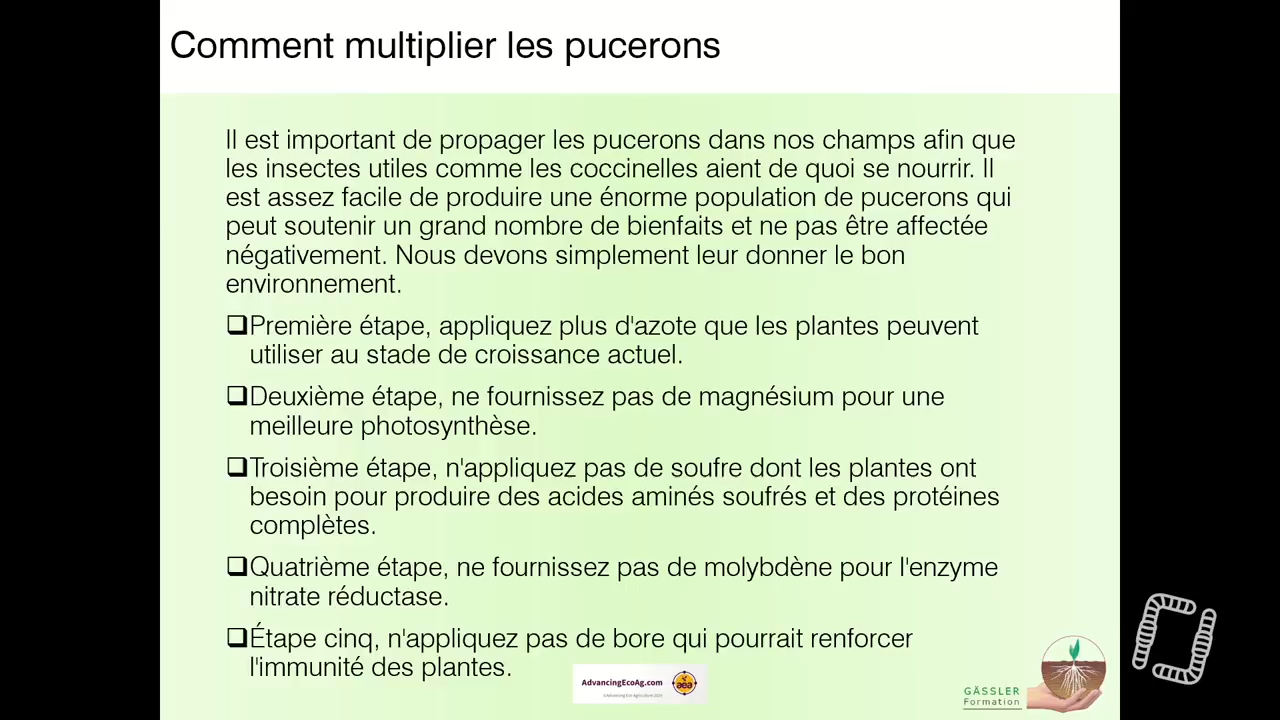 Comment multiplier les pucerons
Il est important de propager les pucerons dans nos champs afin que
les insectes utiles comme les coccinelles aient de quoi se nourrir. Il
est assez facile de produire une énorme population de pucerons qui
peut soutenir un grand nombre de bienfaits et ne pas être affectée
négativement. Nous devons simplement leur donner le bon
environnement.
❑Première étape, appliquez plus d'azote que les plantes peuvent
utiliser au stade de croissance actuel.
❑Deuxième étape, ne fournissez pas de magnésium pour une
meilleure photosynthèse.
❑Troisième étape, n'appliquez pas de soufre dont les plantes ont
besoin pour produire des acides aminés soufrés et des protéines
complètes.
❑Quatrième étape, ne fournissez pas de molybdène pour l'enzyme
nitrate réductase.
❑Étape cinq, n'appliquez pas de bore qui pourrait renforcer
l'immunité des plantes.
AdvancingEcoAg.com
aea
GÄSSLER
Formation